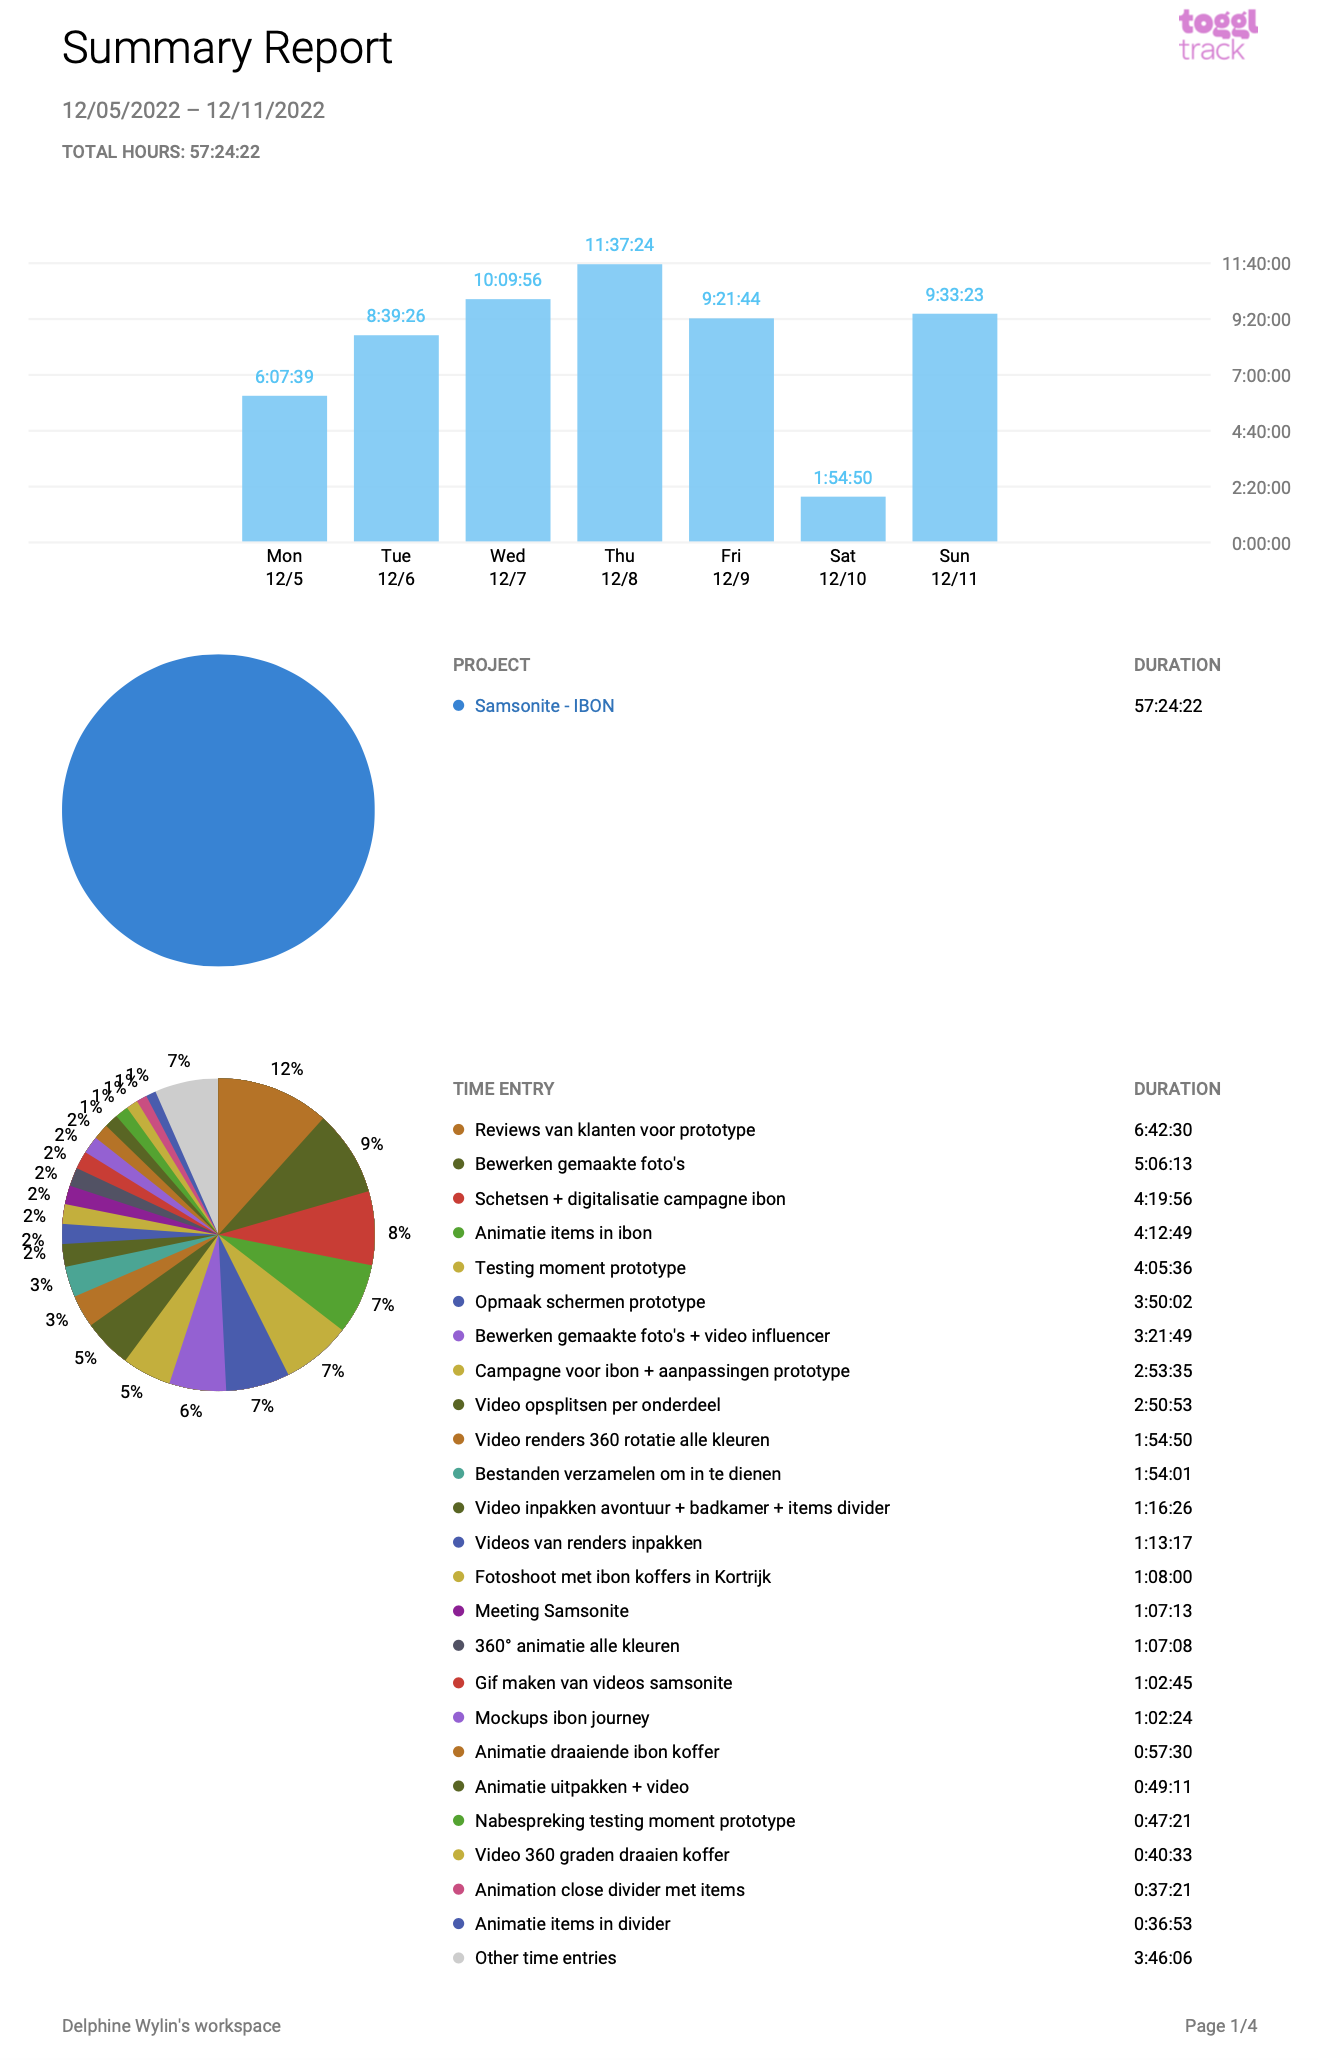 Summary Report
toggl
track
12/05/2022 – 12/11/2022
TOTAL HOURS: 57:24:22
11:37:24
11:40:00
10:09:56
9:33:23
9:21:44
8:39:26
9:20:00
6:07:39
7:00:00
4:40:00
1:54:50
2:20:00
0:00:00
Mon Tue Wed Thu Fri Sat Sun
12/5 12/6 12/7 12/8 12/9 12/10 12/11
PROJECT DURATION
Samsonite - IBON 57:24:22
7%
12%
9%
8%
7%
7%
7%
6%
5%
5%
3%
3%
2%
2%
2%
2%
2%
2%
2%
2%
1%
1%
1%
1%
1%
TIME ENTRY DURATION
Reviews van klanten voor prototype 6:42:30
Bewerken gemaakte foto's 5:06:13
Schetsen + digitalisatie campagne ibon 4:19:56
Animatie items in ibon 4:12:49
Testing moment prototype 4:05:36
Opmaak schermen prototype 3:50:02
Bewerken gemaakte foto's + video influencer 3:21:49
Campagne voor ibon + aanpassingen prototype 2:53:35
Video opsplitsen per onderdeel 2:50:53
Video renders 360 rotatie alle kleuren 1:54:50
Bestanden verzamelen om in te dienen 1:54:01
Video inpakken avontuur + badkamer + items divider 1:16:26
Videos van renders inpakken 1:13:17
Fotoshoot met ibon koffers in Kortrijk 1:08:00
Meeting Samsonite 1:07:13
360° animatie alle kleuren 1:07:08
Gif maken van videos samsonite 1:02:45
Mockups ibon journey 1:02:24
Animatie draaiende ibon koffer 0:57:30
Animatie uitpakken + video 0:49:11
Nabespreking testing moment prototype 0:47:21
Video 360 graden draaien koffer 0:40:33
Animation close divider met items 0:37:21
Animatie items in divider 0:36:53
Other time entries 3:46:06
Delphine Wylin's workspace Page 1/4